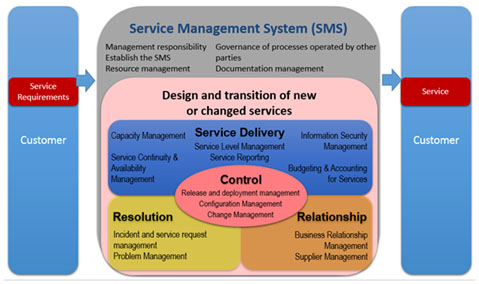 Service Management System (SMS)
Management responsibility
Establish the SMS
Resource management
Governance of processes operated by other
parties
Documentation management
Service
Requirements
Customer
Design and transition of new
or changed services
Capacity Management
Service Continuity &
Availability
Management
Service Delivery
Service Level Management
Service Reporting
Information Security
Management
Budgeting & Accounting
for Services
Control
Release and deployment management
Configuration Management
Change Management
Resolution
Incident and service request
management
Problem Management
Relationship
Business Relationship
Management
Supplier Management
Service
Customer